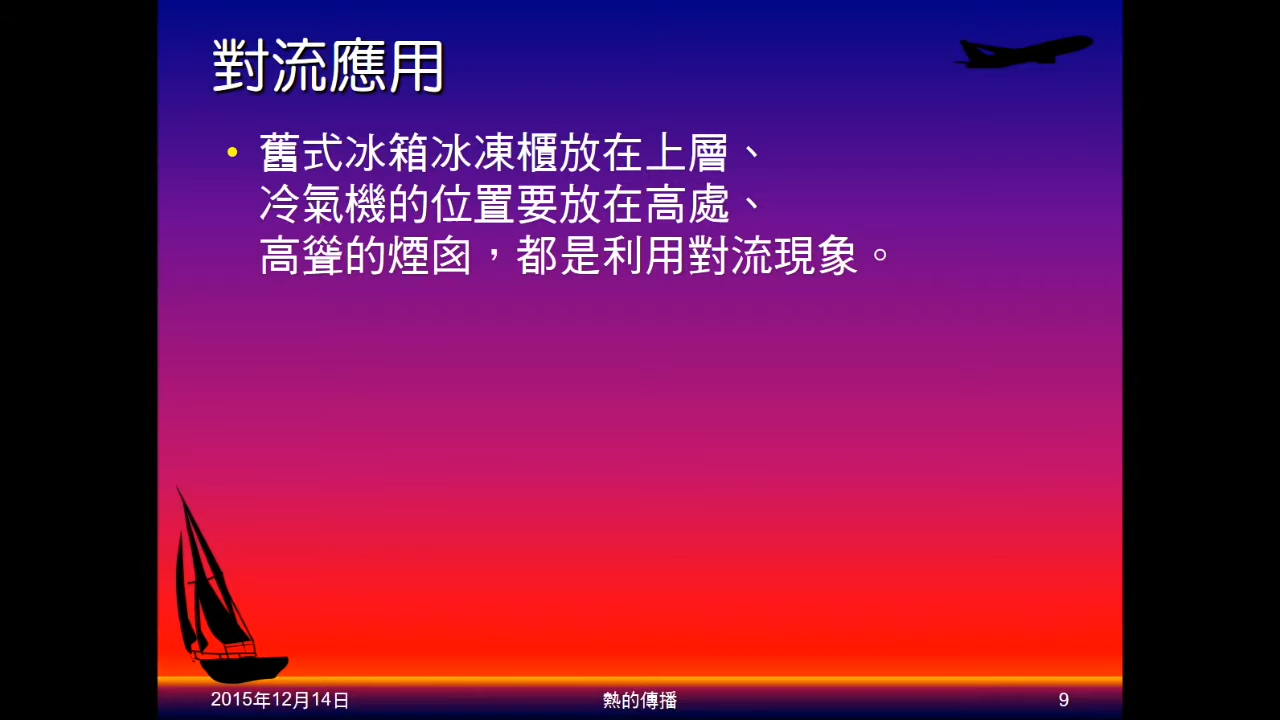 對流應用
• 舊式冰箱冰凍櫃放在上層、
冷氣機的位置要放在高處、
高聳的煙囪，都是利用對流現象。
2015年12月14日
熱的傳播
9